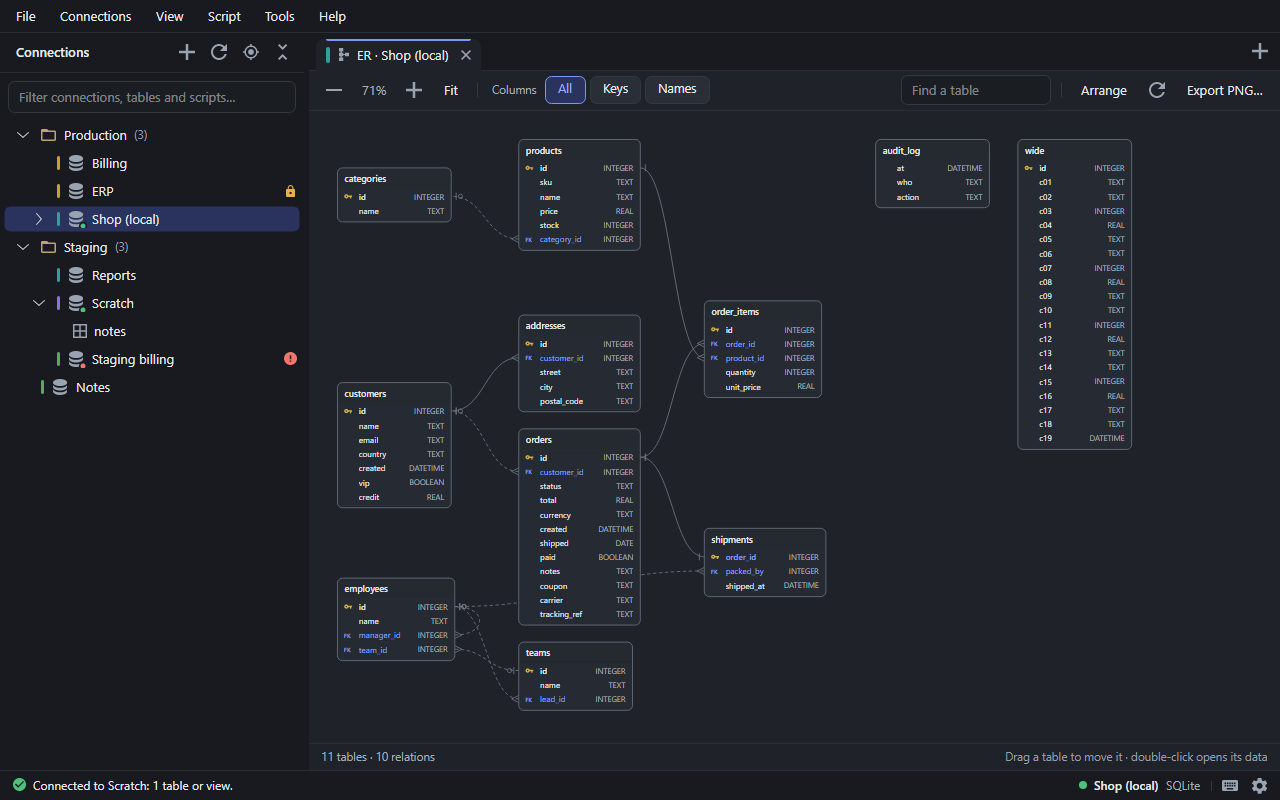 File Connections View Script Tools Help
Connections
ER · Shop (local)
71% Fit Columns All Keys Names Find a table Arrange Export PNG...
Filter connections, tables and scripts...
Production (3)
Billing
ERP
Shop (local)
Staging (3)
Reports
Scratch
notes
Staging billing
Notes
categories
id INTEGER
name TEXT
products
id INTEGER
sku TEXT
name TEXT
price REAL
stock INTEGER
FK category_id INTEGER
audit_log
at DATETIME
who TEXT
action TEXT
wide
id INTEGER
c01 TEXT
c02 TEXT
c03 INTEGER
c04 REAL
c05 TEXT
c06 TEXT
c07 INTEGER
c08 REAL
c09 TEXT
c10 TEXT
c11 INTEGER
c12 REAL
c13 TEXT
c14 TEXT
c15 INTEGER
c16 REAL
c17 TEXT
c18 TEXT
c19 DATETIME
addresses
id INTEGER
FK customer_id INTEGER
street TEXT
city TEXT
postal_code TEXT
order_items
id INTEGER
FK order_id INTEGER
FK product_id INTEGER
quantity INTEGER
unit_price REAL
customers
id INTEGER
name TEXT
email TEXT
country TEXT
created DATETIME
vip BOOLEAN
credit REAL
orders
id INTEGER
FK customer_id INTEGER
status TEXT
total REAL
currency TEXT
created DATETIME
shipped DATE
paid BOOLEAN
notes TEXT
coupon TEXT
carrier TEXT
tracking_ref TEXT
shipments
order_id INTEGER
FK packed_by INTEGER
shipped_at DATETIME
employees
id INTEGER
name TEXT
FK manager_id INTEGER
FK team_id INTEGER
teams
id INTEGER
name TEXT
FK lead_id INTEGER
11 tables · 10 relations
Drag a table to move it · double-click opens its data
Connected to Scratch: 1 table or view.
Shop (local) SQLite